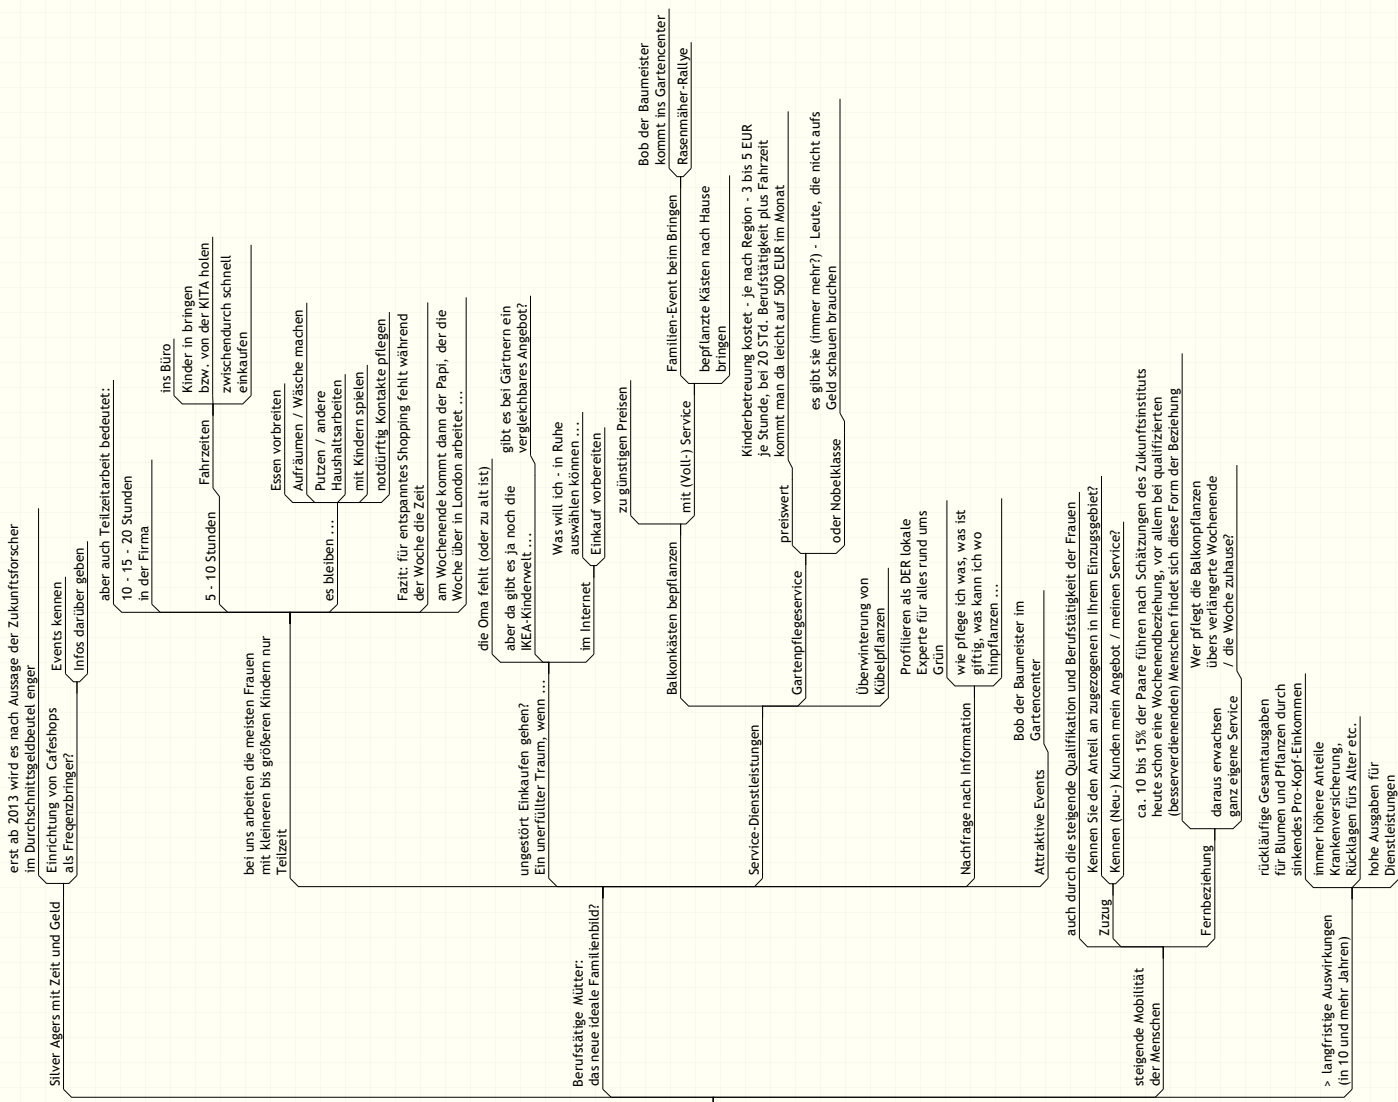 Silver Agers mit Zeit und Geld
erst ab 2013 wird es nach Aussage der Zukunftsforscher
im Durchschnittsgeldbeutel enger
Einrichtung von Cafeshops
als Freqenzbringer?
Events kennen
Infos darüber geben
Berufstätige Mütter:
das neue ideale Familienbild?
bei uns arbeiten die meisten Frauen
mit kleineren bis größeren Kindern nur
Teilzeit
aber auch Teilzeitarbeit bedeutet:
10 - 15 - 20 Stunden
in der Firma
5 - 10 Stunden
Fahrzeiten
ins Büro
Kinder in bringen
bzw. von der KITA holen
zwischendurch schnell
einkaufen
es bleiben ...
Essen vorbreiten
Aufräumen / Wäsche machen
Putzen / andere
Haushaltsarbeiten
mit Kindern spielen
notdürftig Kontakte pflegen
Fazit: für entspanntes Shopping fehlt während
der Woche die Zeit
am Wochenende kommt dann der Papi, der die
Woche über in London arbeitet ...
ungestört Einkaufen gehen?
Ein unerfüllter Traum, wenn ...
die Oma fehlt (oder zu alt ist)
aber da gibt es ja noch die
IKEA-Kinderwelt ...
gibt es bei Gärtnern ein
vergleichbares Angebot?
im Internet
Was will ich - in Ruhe
auswählen können ...
Einkauf vorbereiten
Service-Dienstleistungen
Balkonkästen bepflanzen
zu günstigen Preisen
mit (Voll-) Service
Familien-Event beim Bringen
Bob der Baumeister
kommt ins Gartencenter
Rasenmäher-Rallye
bepflanzte Kästen nach Hause
bringen
Gartenpflegeservice
preiswert
Kinderbetreuung kostet - je nach Region - 3 bis 5 EUR
je Stunde, bei 20 STd. Berufstätigkeit plus Fahrzeit
kommt man da leicht auf 500 EUR im Monat
oder Nobelklasse
es gibt sie (immer mehr?) - Leute, die nicht aufs
Geld schauen brauchen
Überwinterung von
Kübelpflanzen
Nachfrage nach Information
Profilieren als DER lokale
Experte für alles rund ums
Grün
wie pflege ich was, was ist
giftig, was kann ich wo
hinpflanzen ...
Attraktive Events
Bob der Baumeister im
Gartencenter
steigende Mobilität
der Menschen
auch durch die steigende Qualifikation und Berufstätigkeit der Frauen
Zuzug
Kennen Sie den Anteil an zugezogenen in Ihrem Einzugsgebiet?
Kennen (Neu-) Kunden mein Angebot / meinen Service?
Fernbeziehung
ca. 10 bis 15% der Paare führen nach Schätzungen des Zukunftsinstituts
heute schon eine Wochenendbeziehung, vor allem bei qualifizierten
(besserverdienenden) Menschen findet sich diese Form der Beziehung
daraus erwachsen
ganz eigene Service
Wer pflegt die Balkonpflanzen
übers verlängerte Wochenende
/ die Woche zuhause?
> langfristige Auswirkungen
(in 10 und mehr Jahren)
rückläufige Gesamtausgaben
für Blumen und Pflanzen durch
sinkendes Pro-Kopf-Einkommen
immer höhere Anteile
Krankenversicherung,
Rücklagen fürs Alter etc.
hohe Ausgaben für
Dienstleistungen